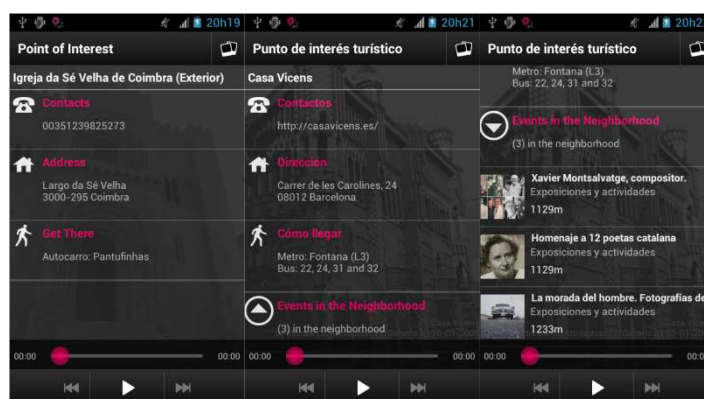 20h19
Point of Interest
Igreja da Sé Velha de Coimbra (Exterior)
Contacts
00351239825273
Address
Largo da Sé Velha
3000-295 Coimbra
Get There
Autocarro: Pantufinhas
00:00
00:00
20h21
Punto de interés turístico
Casa Vicens
Contactos
http://casavicens.es/
Dirección
Carrer de les Carolines, 24
08012 Barcelona
Cómo llegar
Metro: Fontana (L3)
Bus: 22, 24, 31 and 32
Events in the Neighborhood
(3) in the neighborhood
00:00
00:00
20h2
Punto de interés turístico
Metro: Fontana (L3)
Bus: 22, 24, 31 and 32
Events in the Neighborhood
(3) in the neighborhood
Xavier Montsalvatge, compositor.
Exposiciones y actividades
1129m
Homenaje a 12 poetas catalana
Exposiciones y actividades
1129m
La morada del hombre. Fotografías de
Exposiciones y actividades
1233m
00:00
00:0